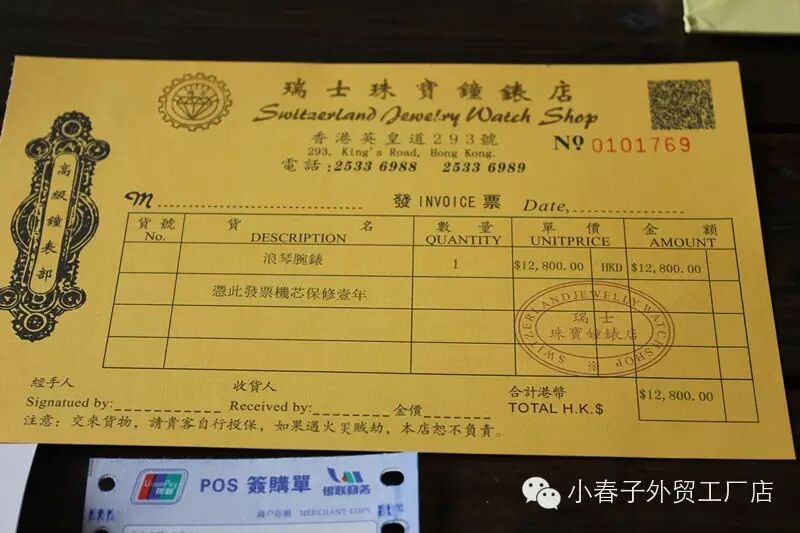 瑞士珠寶鐘錶店
Switzerland Jewelry Watch Shop
香港英皇道293號
293, King's Road, Hong Kong.
電話:2533 6988 2533 6989
№ 0101769
高級鐘表部
M
發 INVOICE 票
Date,
貨號 No.
貨名 DESCRIPTION
數量 QUANTITY
單價 UNITPRICE
金額 AMOUNT
浪琴腕錶 1 $12,800.00 HKD $12,800.00
憑此發票機芯保修壹年
SWITZERLANDJEWELLYWATCHSHOP
瑞士
珠寶鐘錶店
經手人
Signatued by:
收貨人
Received by:
金價
合計港幣
TOTAL H.K.$
$12,800.00
注意:交來貨物,請貴客自行投保,如果遇火災賊劫,本店恕不負責。
UnionPay
银联
POS 簽購單
银联商务
商户存根 MERCHANT COPY
小春子外贸工厂店